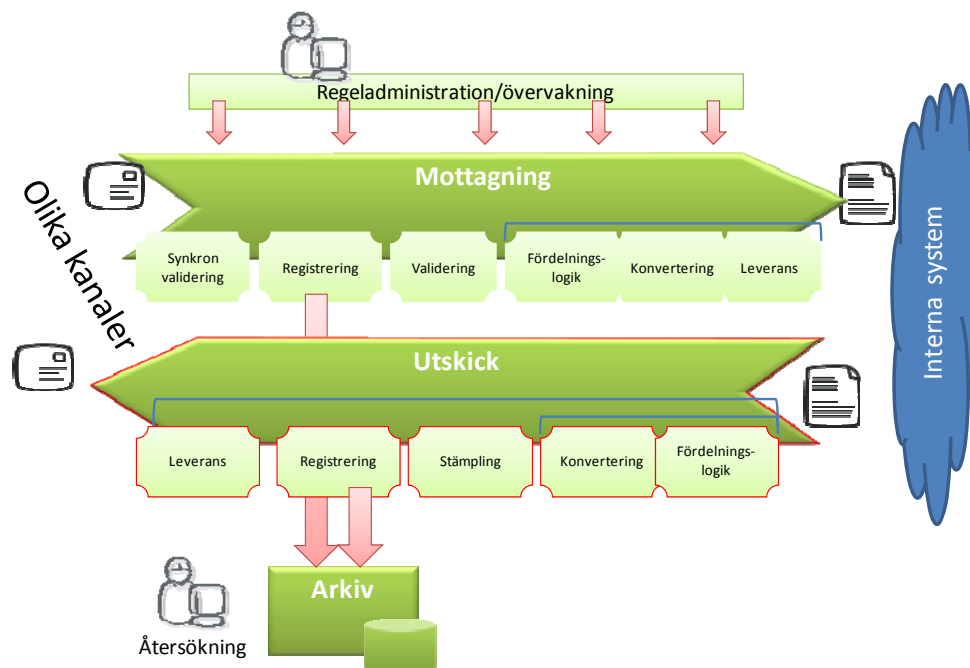 Regeladministration/övervakning
Mottagning
Olika kanaler
Synkron
validering
Registrering
Validering
Fördelnings-
logik
Konvertering
Leverans
Interna system
Utskick
Leverans
Registrering
Stämpling
Konvertering
Fördelnings-
logik
Arkiv
Återsökning